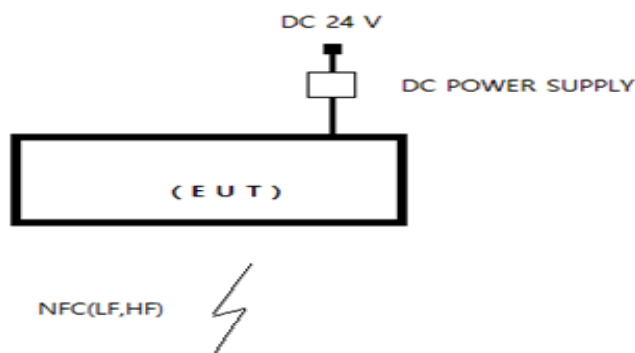 DC 24 V
DC POWER SUPPLY
( E U T )
NFC(LF,HF)